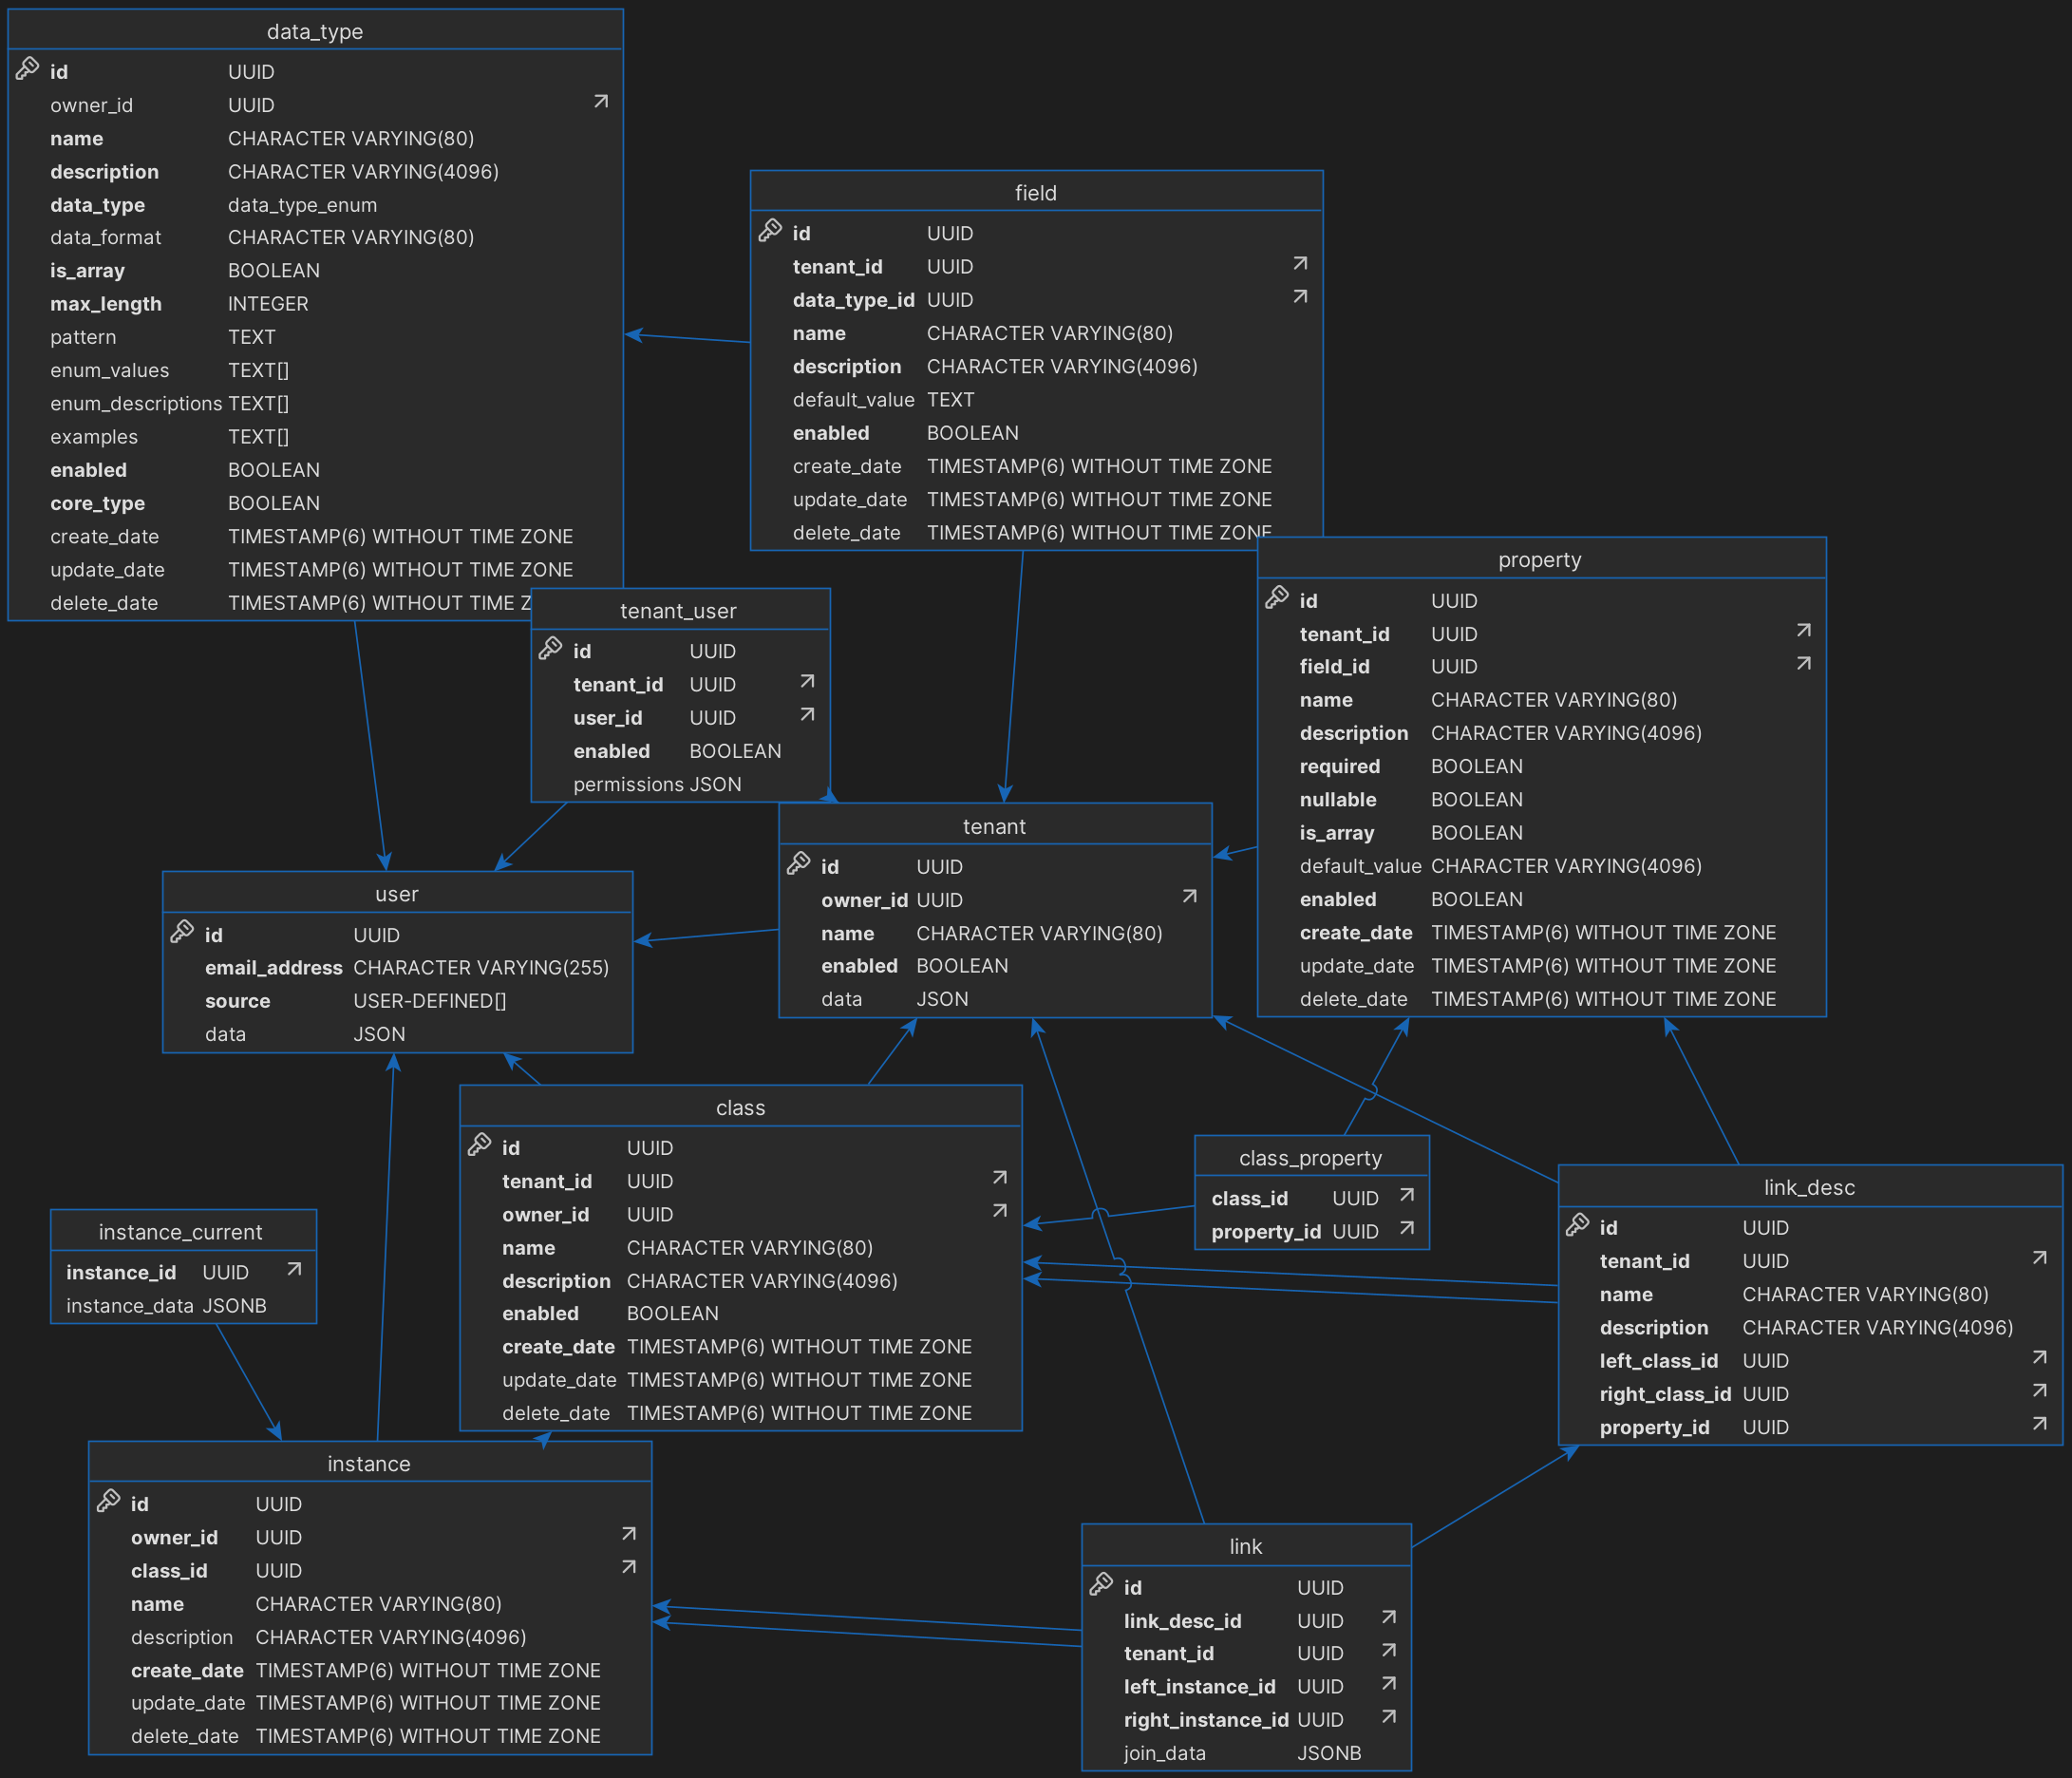 data_type
id UUID
owner_id UUID
name CHARACTER VARYING(80)
description CHARACTER VARYING(4096)
data_type data_type_enum
data_format CHARACTER VARYING(80)
is_array BOOLEAN
max_length INTEGER
pattern TEXT
enum_values TEXT[]
enum_descriptions TEXT[]
examples TEXT[]
enabled BOOLEAN
core_type BOOLEAN
create_date TIMESTAMP(6) WITHOUT TIME ZONE
update_date TIMESTAMP(6) WITHOUT TIME ZONE
delete_date TIMESTAMP(6) WITHOUT TIME
field
id UUID
tenant_id UUID
data_type_id UUID
name CHARACTER VARYING(80)
description CHARACTER VARYING(4096)
default_value TEXT
enabled BOOLEAN
create_date TIMESTAMP(6) WITHOUT TIME ZONE
update_date TIMESTAMP(6) WITHOUT TIME ZONE
delete_date TIMESTAMP(6) WITHOUT TIME ZONE
property
id UUID
tenant_id UUID
field_id UUID
name CHARACTER VARYING(80)
description CHARACTER VARYING(4096)
required BOOLEAN
nullable BOOLEAN
is_array BOOLEAN
default_value CHARACTER VARYING(4096)
enabled BOOLEAN
create_date TIMESTAMP(6) WITHOUT TIME ZONE
update_date TIMESTAMP(6) WITHOUT TIME ZONE
delete_date TIMESTAMP(6) WITHOUT TIME ZONE
tenant_user
id UUID
tenant_id UUID
user_id UUID
enabled BOOLEAN
permissions JSON
tenant
id UUID
owner_id UUID
name CHARACTER VARYING(80)
enabled BOOLEAN
data JSON
user
id UUID
email_address CHARACTER VARYING(255)
source USER-DEFINED[]
data JSON
class
id UUID
tenant_id UUID
owner_id UUID
name CHARACTER VARYING(80)
description CHARACTER VARYING(4096)
enabled BOOLEAN
create_date TIMESTAMP(6) WITHOUT TIME ZONE
update_date TIMESTAMP(6) WITHOUT TIME ZONE
delete_date TIMESTAMP(6) WITHOUT TIME ZONE
class_property
class_id UUID
property_id UUID
link_desc
id UUID
tenant_id UUID
name CHARACTER VARYING(80)
description CHARACTER VARYING(4096)
left_class_id UUID
right_class_id UUID
property_id UUID
instance_current
instance_id UUID
instance_data JSONB
instance
id UUID
owner_id UUID
class_id UUID
name CHARACTER VARYING(80)
description CHARACTER VARYING(4096)
create_date TIMESTAMP(6) WITHOUT TIME ZONE
update_date TIMESTAMP(6) WITHOUT TIME ZONE
delete_date TIMESTAMP(6) WITHOUT TIME ZONE
link
id UUID
link_desc_id UUID
tenant_id UUID
left_instance_id UUID
right_instance_id UUID
join_data JSONB